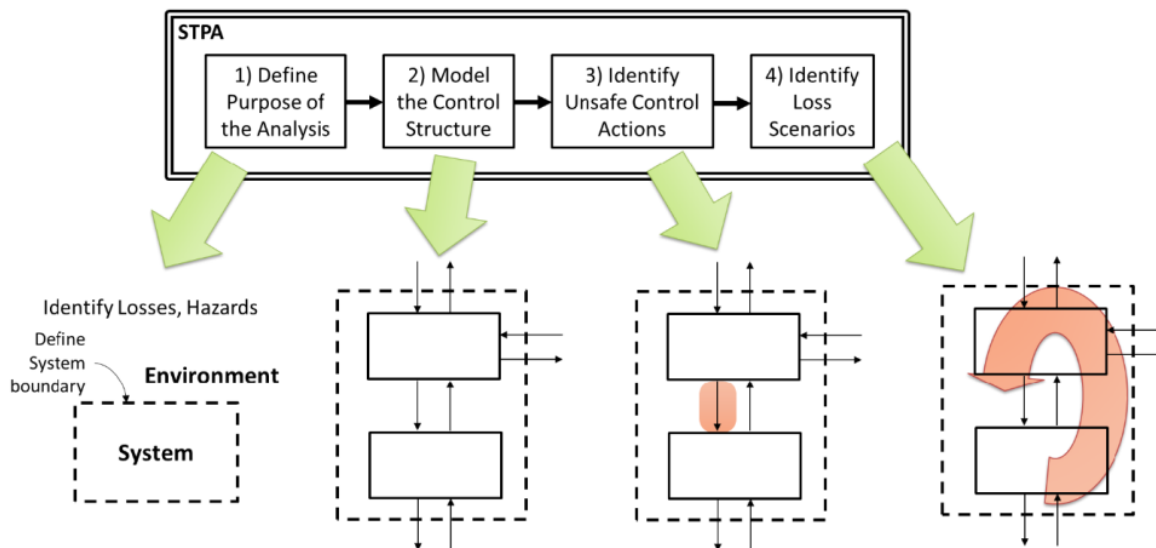 STPA
1) Define
Purpose of
the Analysis
2) Model
the Control
Structure
3) Identify
Unsafe Control
Actions
4) Identify
Loss
Scenarios
Identify Losses, Hazards
Define
System
boundary
Environment
System